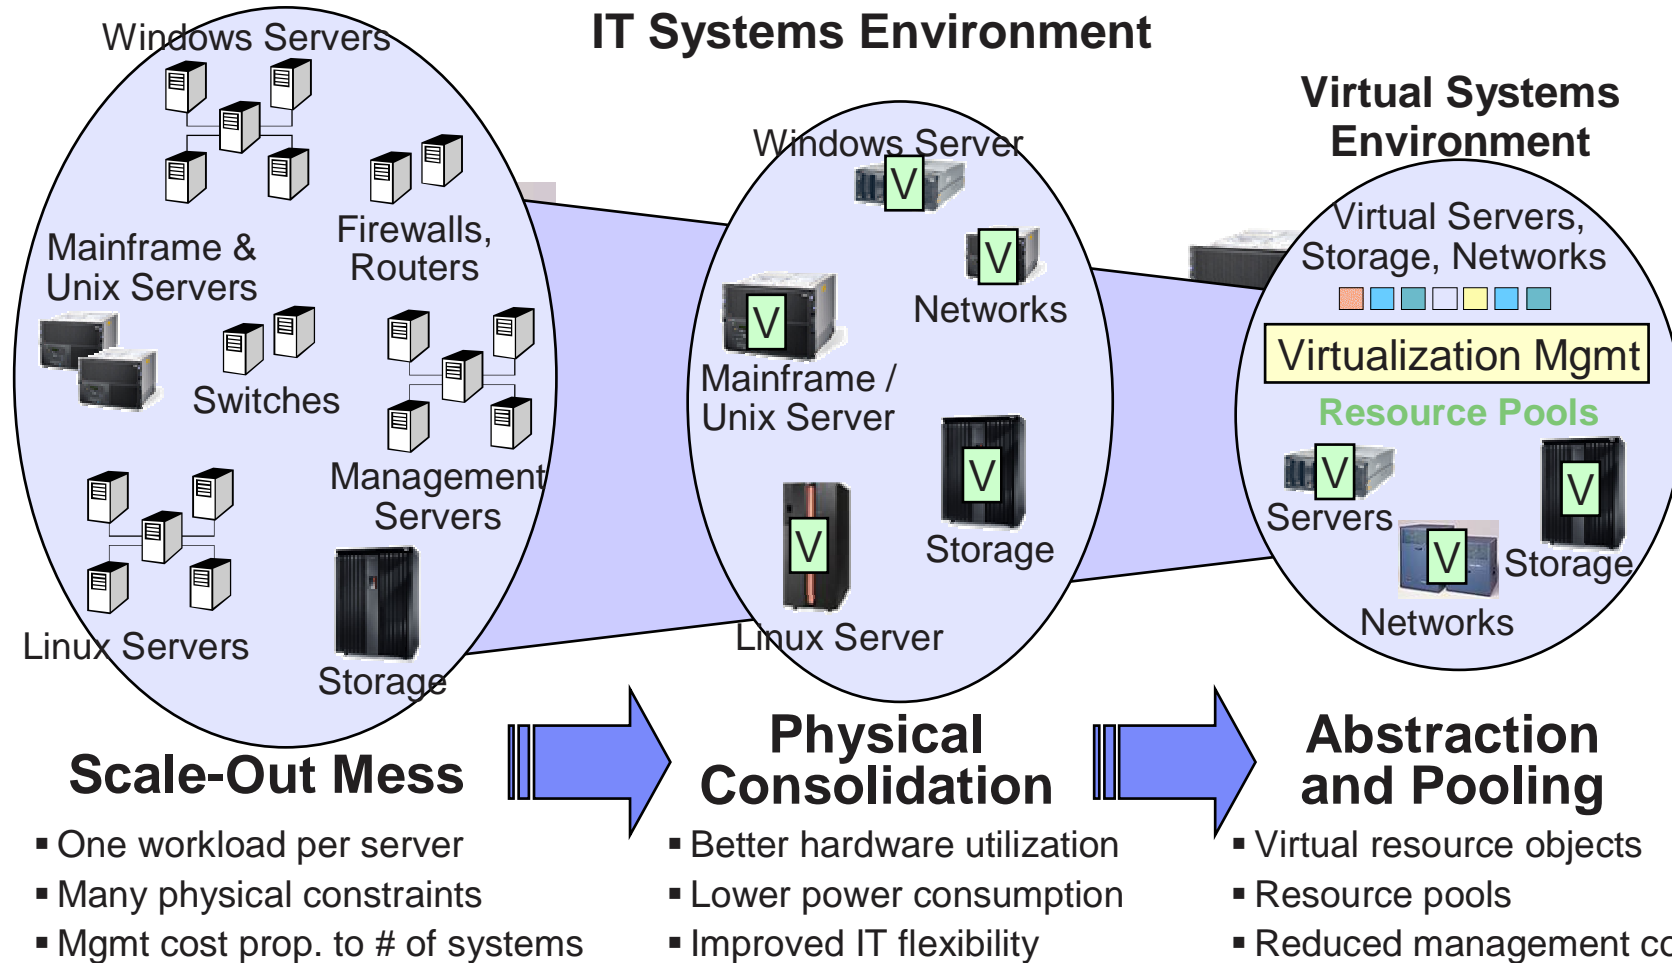 IT Systems Environment
Windows Servers
Firewalls,
Routers
Mainframe &
Unix Servers
Switches
Management
Servers
Linux Servers
Storage
Windows Server
V
V
Networks
V
Mainframe /
Unix Server
V
Storage
V
Linux Server
Virtual Systems
Environment
Virtual Servers,
Storage, Networks
Virtualization Mgmt
Resource Pools
V
Servers
V
Storage
V
Networks
Scale-Out Mess
▪ One workload per server
▪ Many physical constraints
▪ Mgmt cost prop. to # of systems
Physical
Consolidation
▪ Better hardware utilization
▪ Lower power consumption
▪ Improved IT flexibility
Abstraction
and Pooling
▪ Virtual resource objects
▪ Resource pools
▪ Reduced management